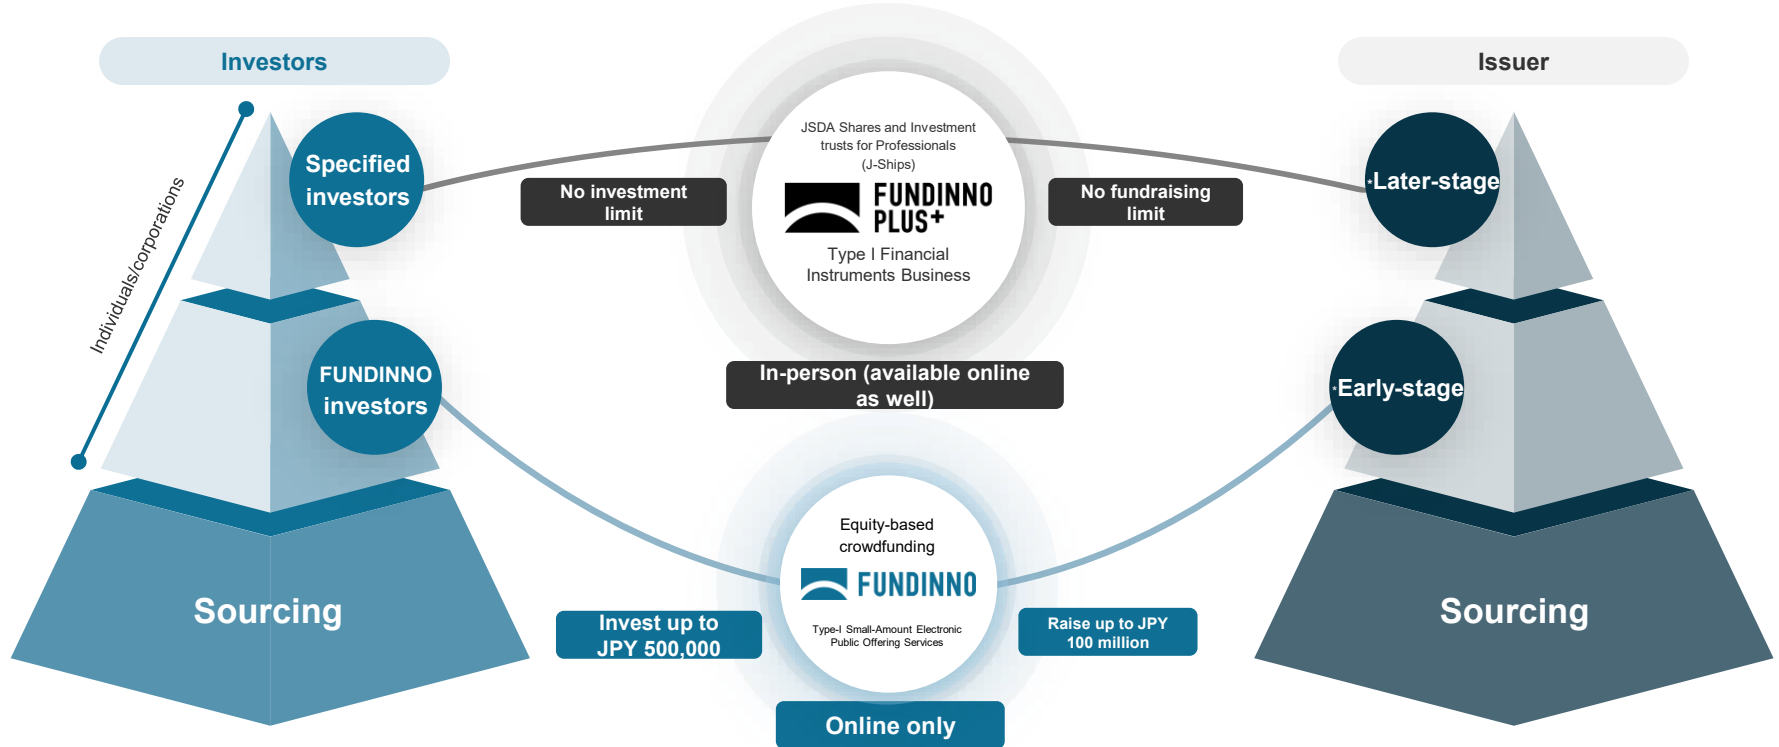 Investors
Issuer
Individuals/corporations
Specified
investors
JSDA Shares and Investment
trusts for Professionals
(J-Ships)
FUNDINNO
PLUS+
Type I Financial
Instruments Business
No investment
limit
No fundraising
limit
*Later-stage
In-person (available online
as well)
FUNDINNO
investors
*Early-stage
Equity-based
crowdfunding
FUNDINNO
Type-I Small-Amount Electronic
Public Offering Services
Invest up to
JPY 500,000
Raise up to JPY
100 million
Online only
Sourcing
Sourcing